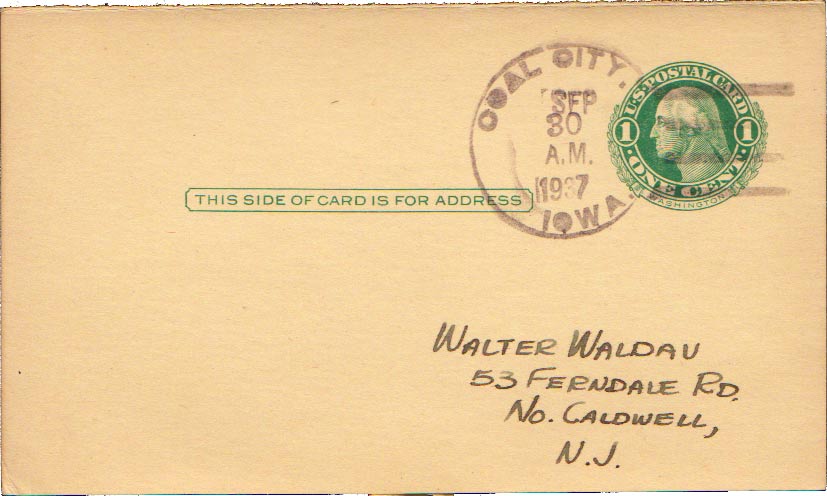 COAL CITY.
SEP
30
A.M.
1937
IOWA.
U.S. POSTAL CARD
1 1
ONE CENT
WASHINGTON
THIS SIDE OF CARD IS FOR ADDRESS
WALTER WALDAU
53 FERNDALE RD.
NO. CALDWELL,
N.J.